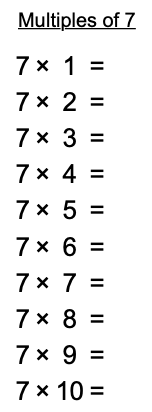 Multiples of 7
7 × 1 =
7 × 2 =
7 × 3 =
7 × 4 =
7 × 5 =
7 × 6 =
7 × 7 =
7 × 8 =
7 × 9 =
7 × 10 =